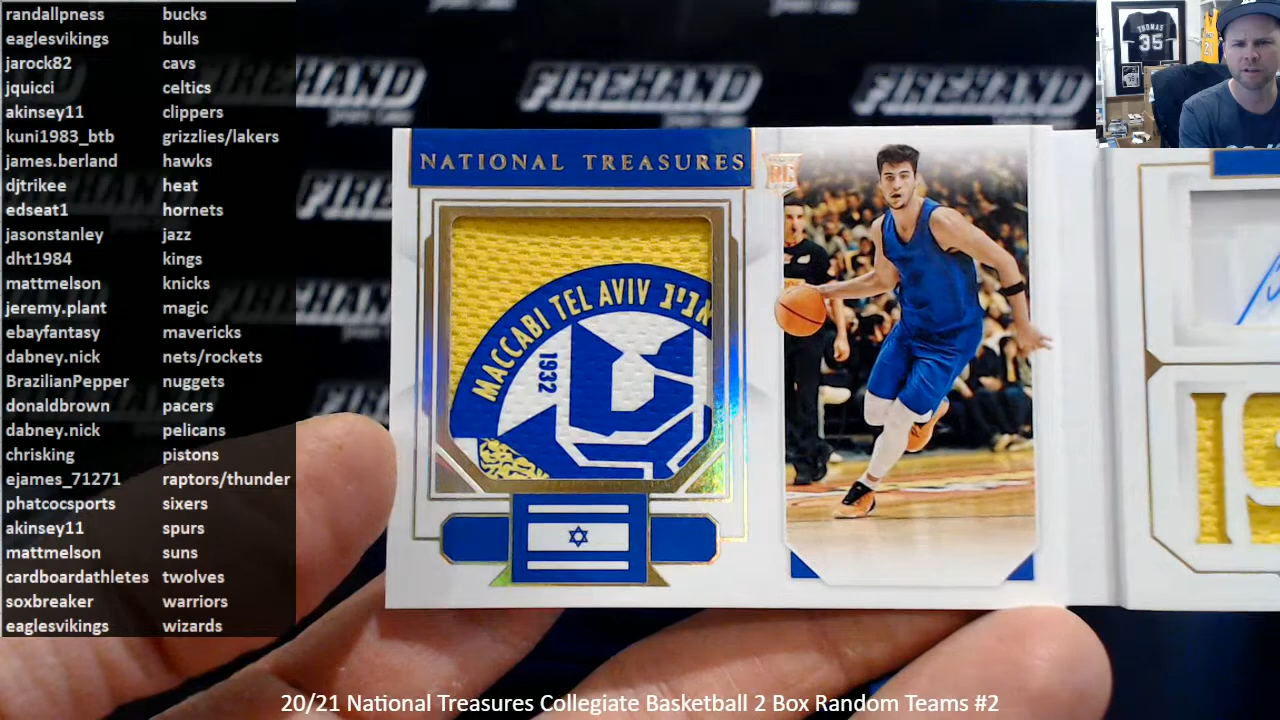 randallpness bucks
eaglesvikings bulls
jarock82 cavs
jquicci celtics
akinsey11 clippers
kuni1983_btb grizzlies/lakers
james.berland hawks
djtrikee heat
edseat1 hornets
jasonstanley jazz
dht1984 kings
mattmelson knicks
jeremy.plant magic
ebayfantasy mavericks
dabney.nick nets/rockets
BrazilianPepper nuggets
donaldbrown pacers
dabney.nick pelicans
chrisking pistons
ejames_71271 raptors/thunder
phatcocsports sixers
akinsey11 spurs
mattmelson suns
cardboardathletes twolves
soxbreaker warriors
eaglesvikings wizards
FIREHAND
FIREHAND
THOMAS
35
NATIONAL TREASURES
RC
MACCABI TEL AVIV אביב
1932
20/21 National Treasures Collegiate Basketball 2 Box Random Teams #2